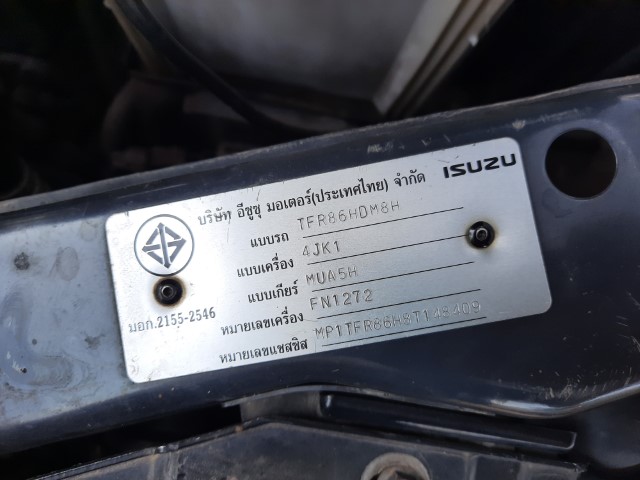 บริษัท อีซูซุ มอเตอร์(ประเทศไทย) จำกัด ISUZU
แบบรถ TFR86HDM8H
แบบเครื่อง 4JK1
แบบเกียร์ MUA5H
หมายเลขเครื่อง FN1272
หมายเลขแชสซิส MP1TFR86H8T148409
มอก.2155-2546